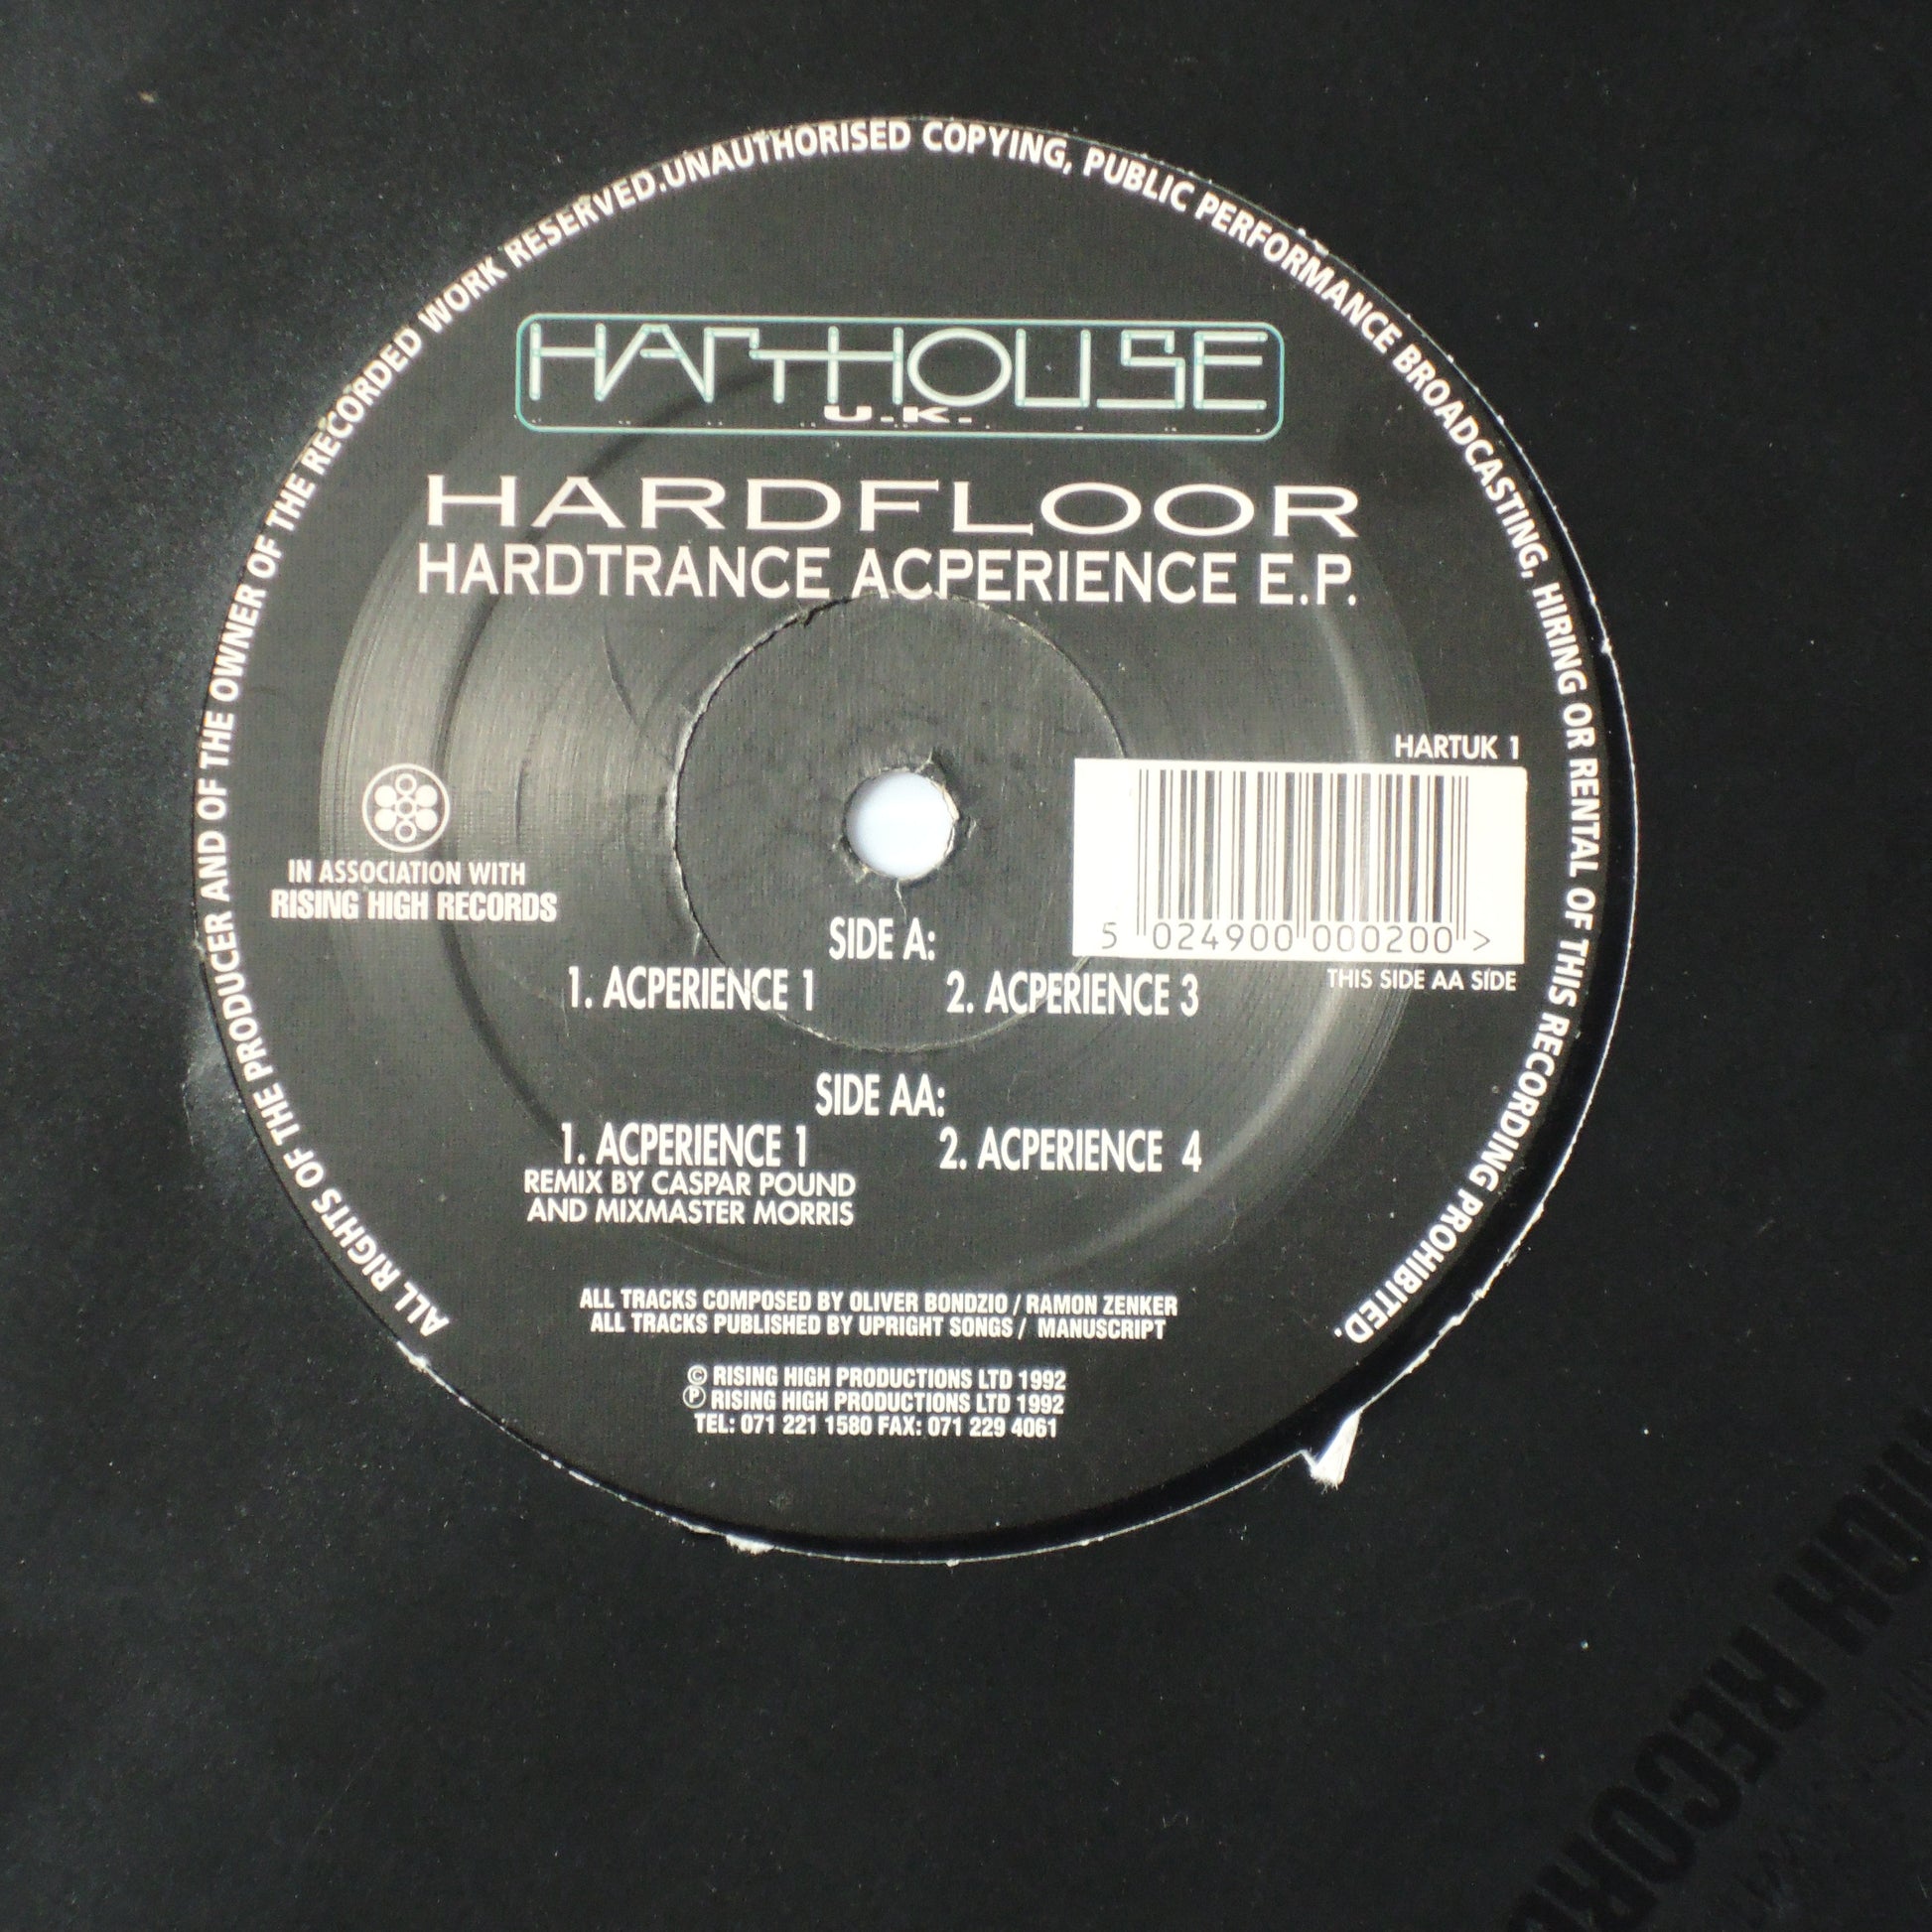 ALL RIGHTS OF THE PRODUCER AND OF THE OWNER OF THE RECORDED WORK RESERVED.UNAUTHORISED COPYING, PUBLIC PERFORMANCE BROADCASTING, HIRING OR RENTAL OF THIS RECORDING PROHIBITED.
HARTHOUSE
U.K.
HARDFLOOR
HARDTRANCE ACPERIENCE E.P.
HARTUK 1
5 024900 000200 >
THIS SIDE AA SIDE
IN ASSOCIATION WITH
RISING HIGH RECORDS
SIDE A:
1. ACPERIENCE 1 2. ACPERIENCE 3
SIDE AA:
1. ACPERIENCE 1 2. ACPERIENCE 4
REMIX BY CASPAR POUND
AND MIXMASTER MORRIS
ALL TRACKS COMPOSED BY OLIVER BONDZIO / RAMON ZENKER
ALL TRACKS PUBLISHED BY UPRIGHT SONGS / MANUSCRIPT
© RISING HIGH PRODUCTIONS LTD 1992
℗ RISING HIGH PRODUCTIONS LTD 1992
TEL: 071 221 1580 FAX: 071 229 4061